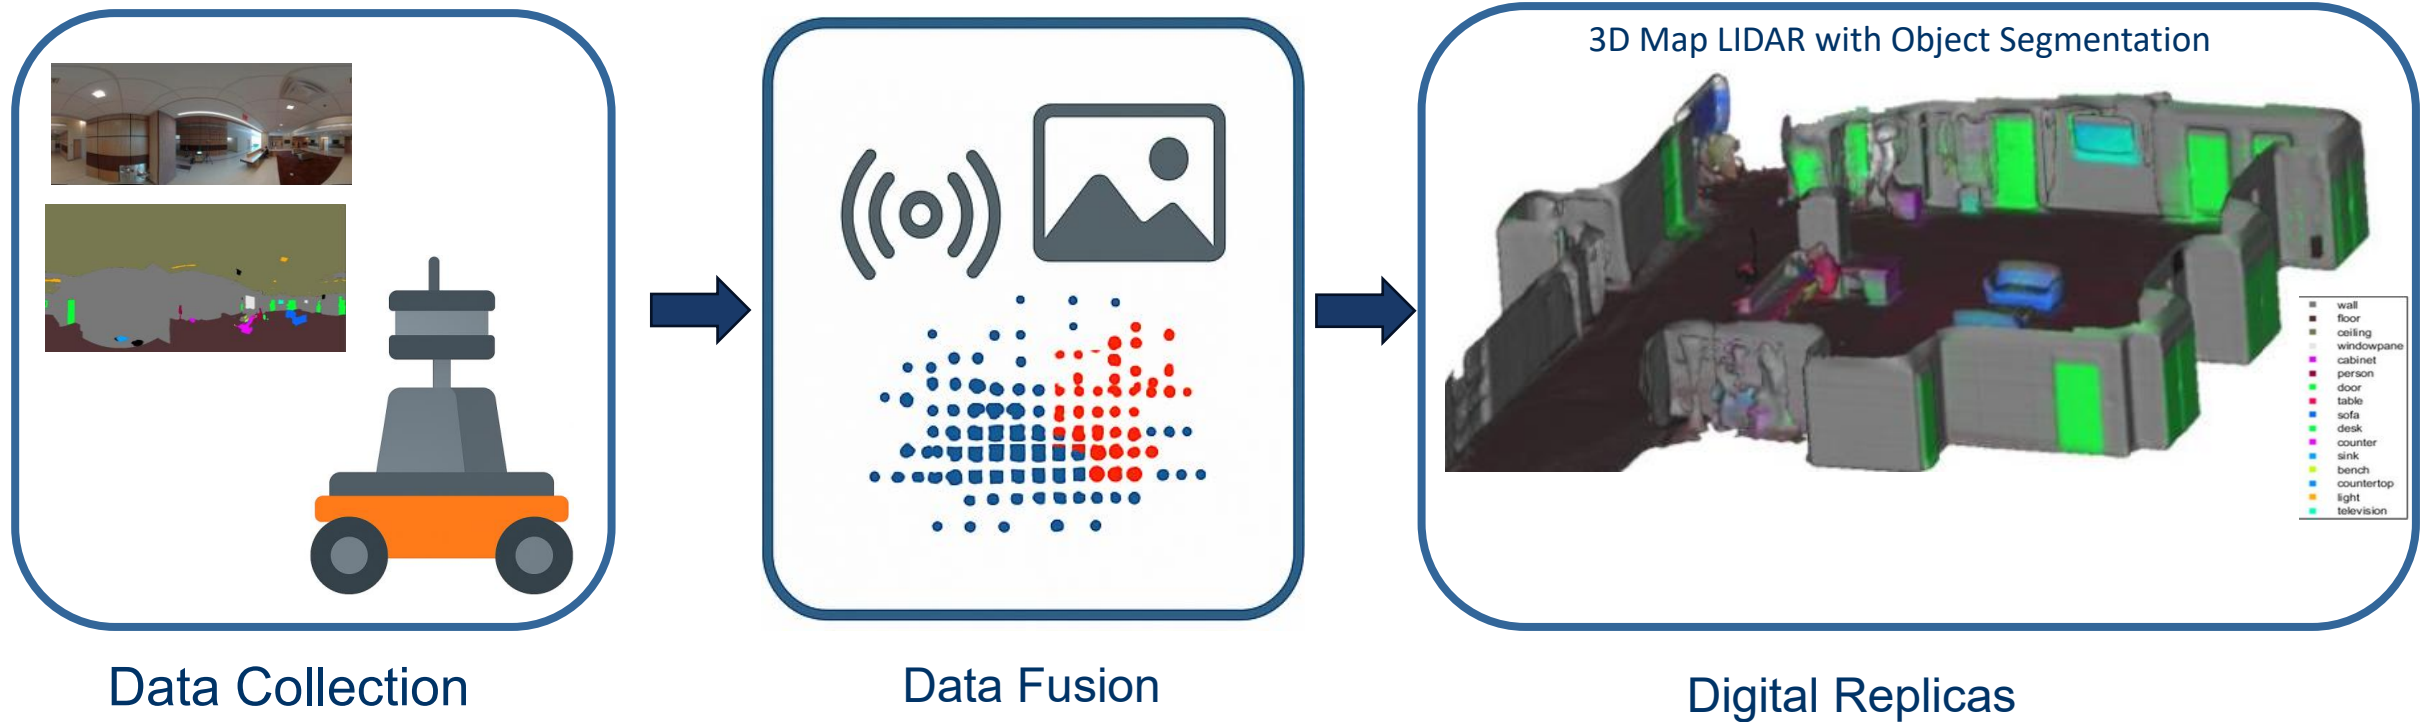 3D Map LIDAR with Object Segmentation
wall
floor
ceiling
windowpane
cabinet
person
door
table
sofa
desk
counter
sink
bench
countertop
light
television
Data Collection
Data Fusion
Digital Replicas